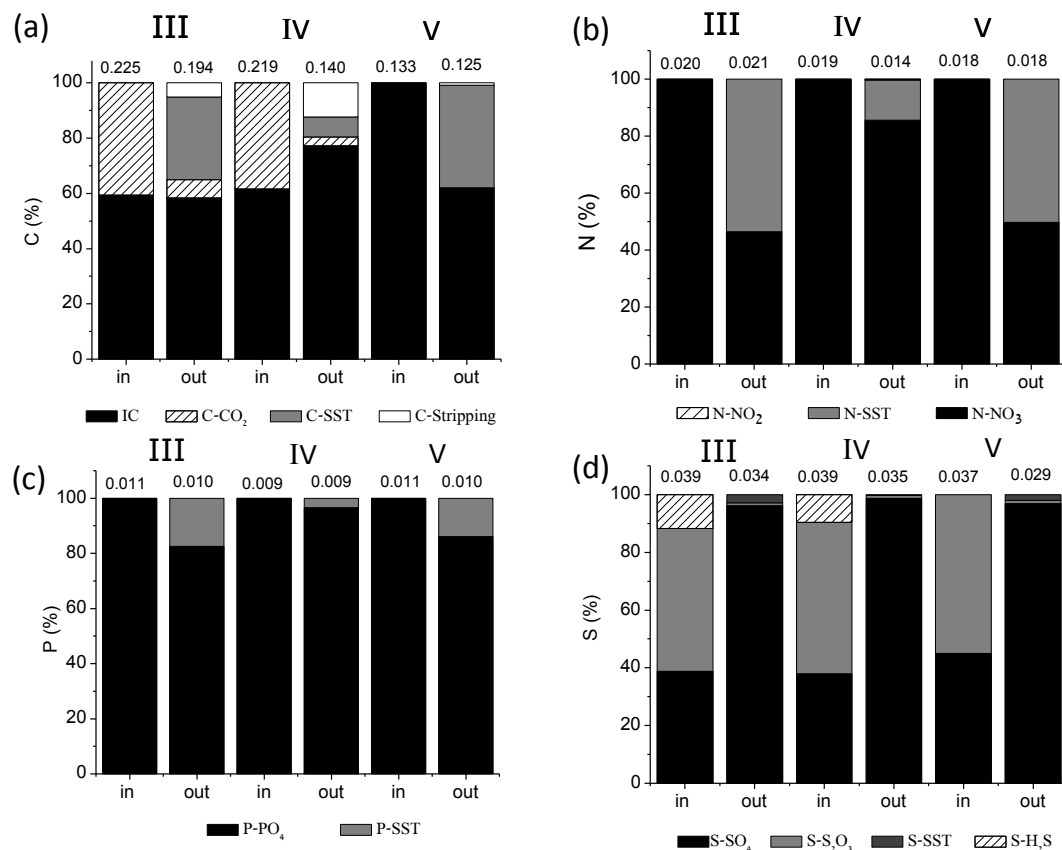 (a)
III IV V
0.225 0.194 0.219 0.140 0.133 0.125
100
80
60
40
20
0
C (%)
in out in out in out
IC C-CO₂ C-SST C-Stripping
(b)
III IV V
0.020 0.021 0.019 0.014 0.018 0.018
100
80
60
40
20
0
N (%)
in out in out in out
N-NO₂ N-SST N-NO₃
(c)
III IV V
0.011 0.010 0.009 0.009 0.011 0.010
100
80
60
40
20
0
P (%)
in out in out in out
P-PO₄ P-SST
(d)
III IV V
0.039 0.034 0.039 0.035 0.037 0.029
100
80
60
40
20
0
S (%)
in out in out in out
S-SO₄ S-S₂O₃ S-SST S-H₂S